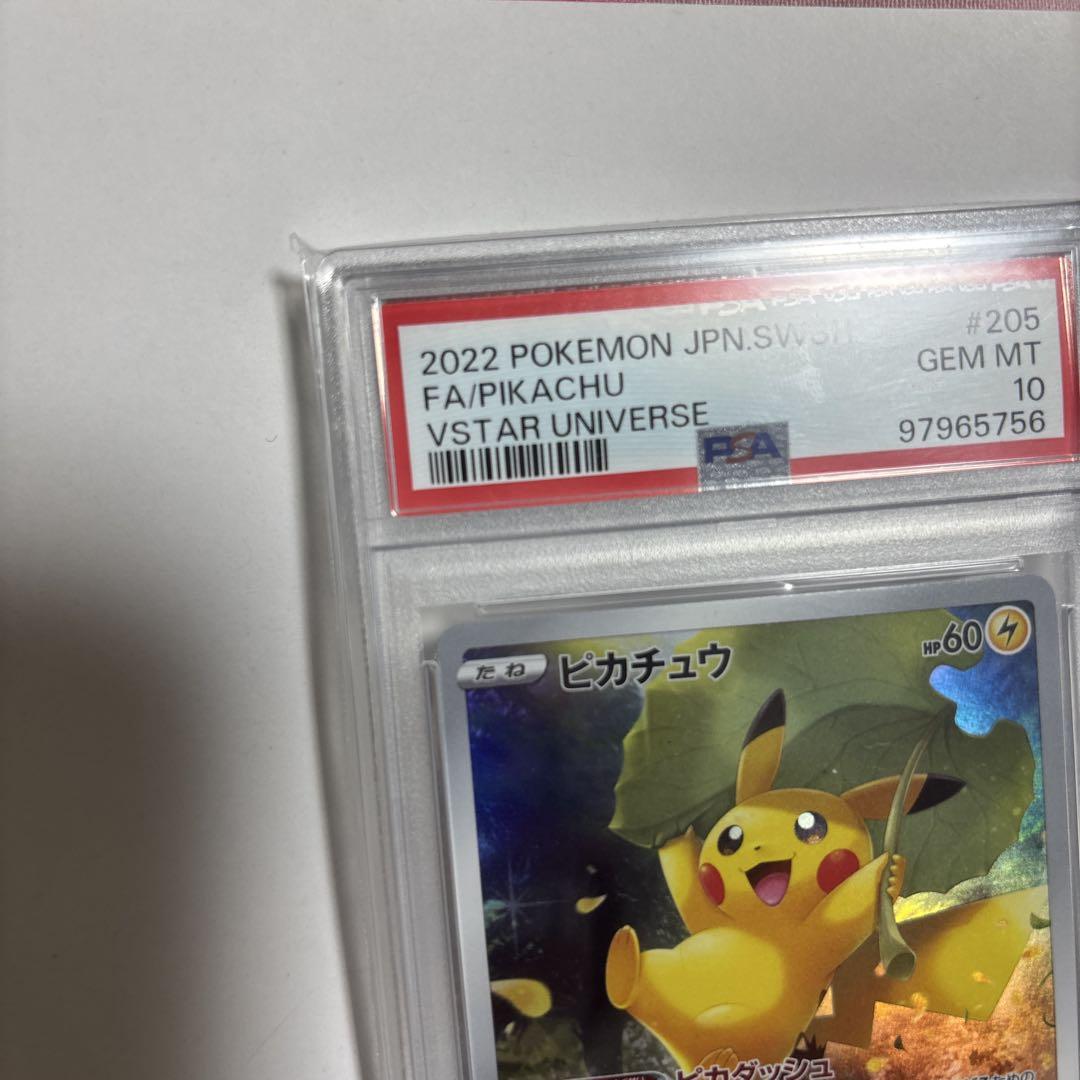 2022 POKEMON JPN.SWSH #205
FA/PIKACHU GEM MT
VSTAR UNIVERSE 10
97965756
PSA
たね ピカチュウ HP60
ピカダッシュ